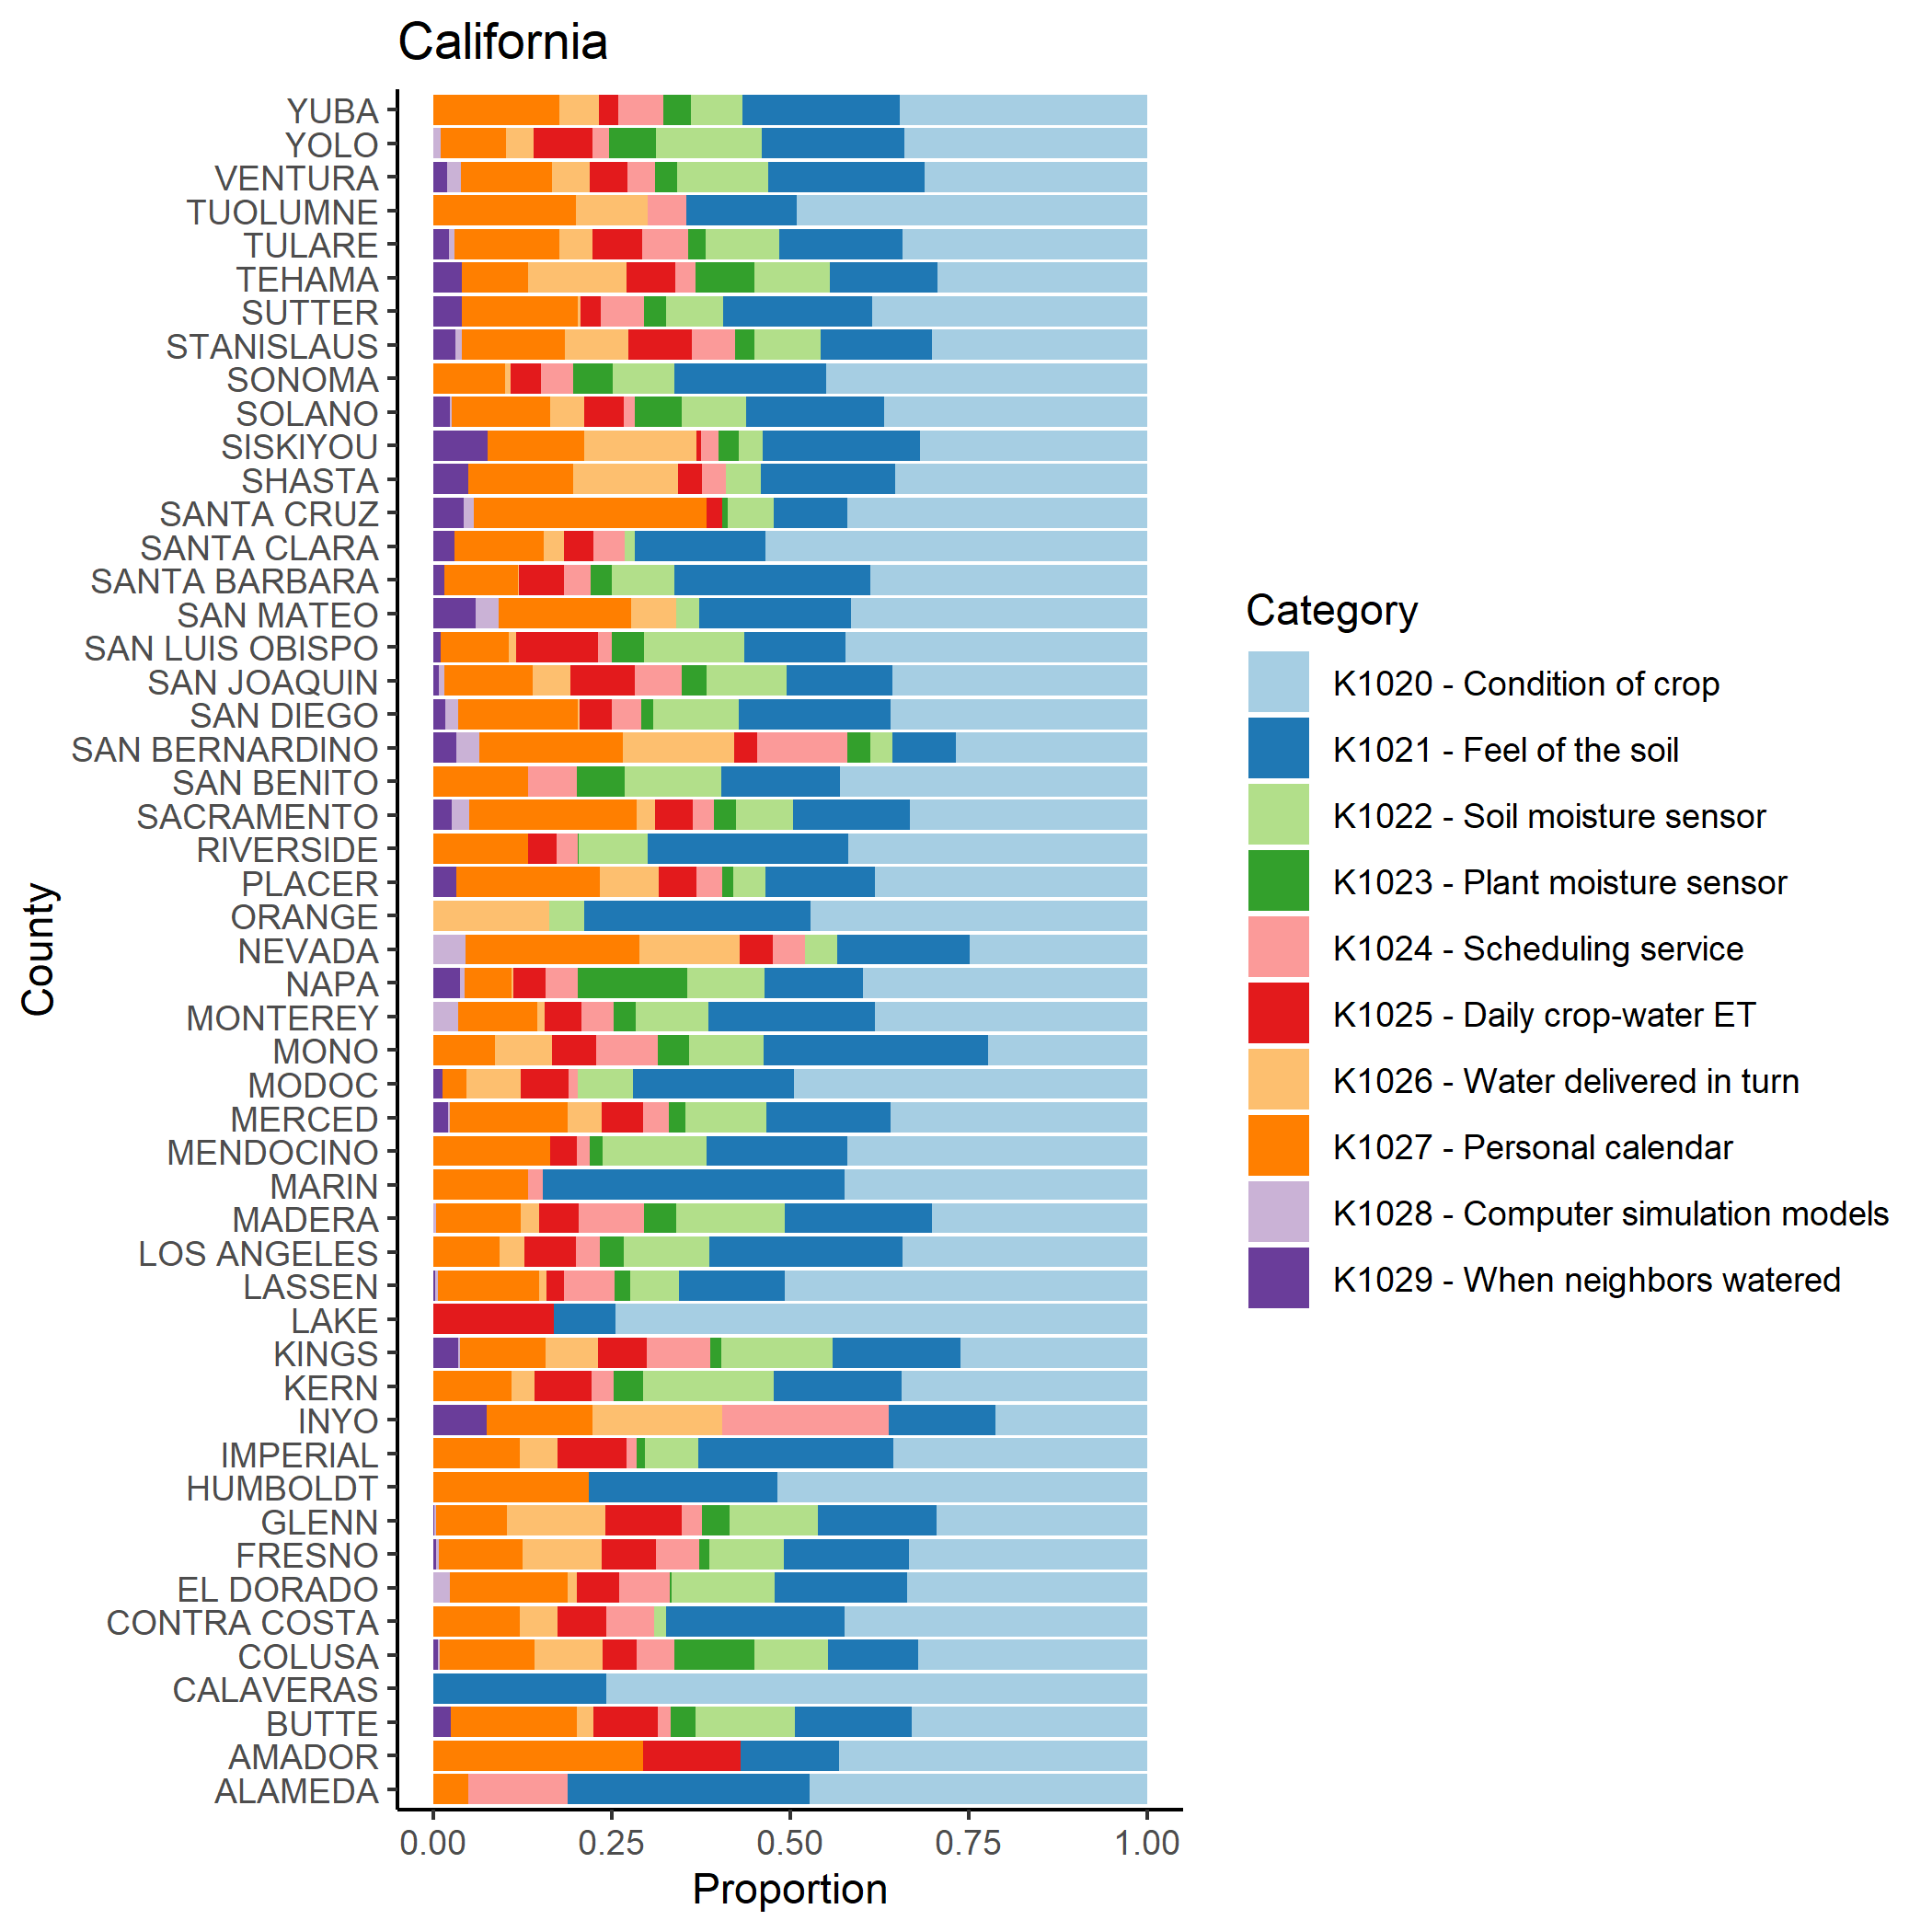 California
YUBA
YOLO
VENTURA
TUOLUMNE
TULARE
TEHAMA
SUTTER
STANISLAUS
SONOMA
SOLANO
SISKIYOU
SHASTA
SANTA CRUZ
SANTA CLARA
SANTA BARBARA
SAN MATEO
SAN LUIS OBISPO
SAN JOAQUIN
SAN DIEGO
SAN BERNARDINO
SAN BENITO
SACRAMENTO
RIVERSIDE
PLACER
ORANGE
NEVADA
NAPA
MONTEREY
MONO
MODOC
MERCED
MENDOCINO
MARIN
MADERA
LOS ANGELES
LASSEN
LAKE
KINGS
KERN
INYO
IMPERIAL
HUMBOLDT
GLENN
FRESNO
EL DORADO
CONTRA COSTA
COLUSA
CALAVERAS
BUTTE
AMADOR
ALAMEDA
County
0.00 0.25 0.50 0.75 1.00
Proportion
Category
K1020 - Condition of crop
K1021 - Feel of the soil
K1022 - Soil moisture sensor
K1023 - Plant moisture sensor
K1024 - Scheduling service
K1025 - Daily crop-water ET
K1026 - Water delivered in turn
K1027 - Personal calendar
K1028 - Computer simulation models
K1029 - When neighbors watered